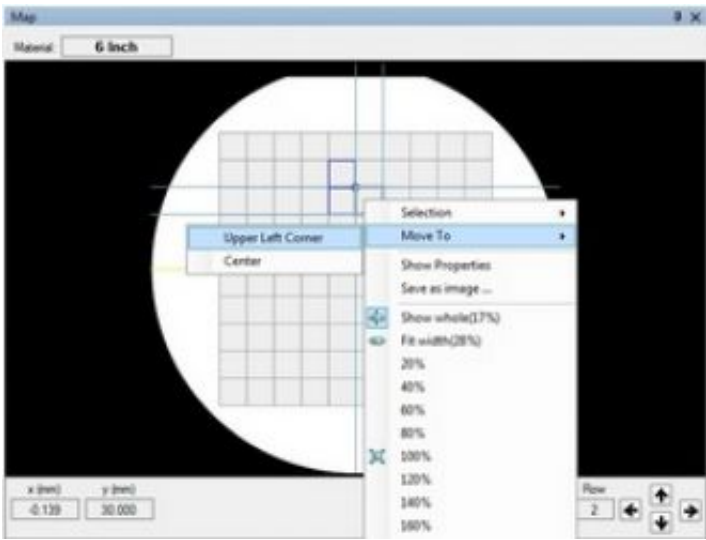 Map
Material: 6 Inch
Selection
Upper Left Corner
Move To
Center
Show Properties
Save as image ...
Show whole(17%)
Fit width(28%)
20%
40%
60%
80%
100%
120%
140%
160%
x (mm) y (mm) Row
-0.139 30.000 2